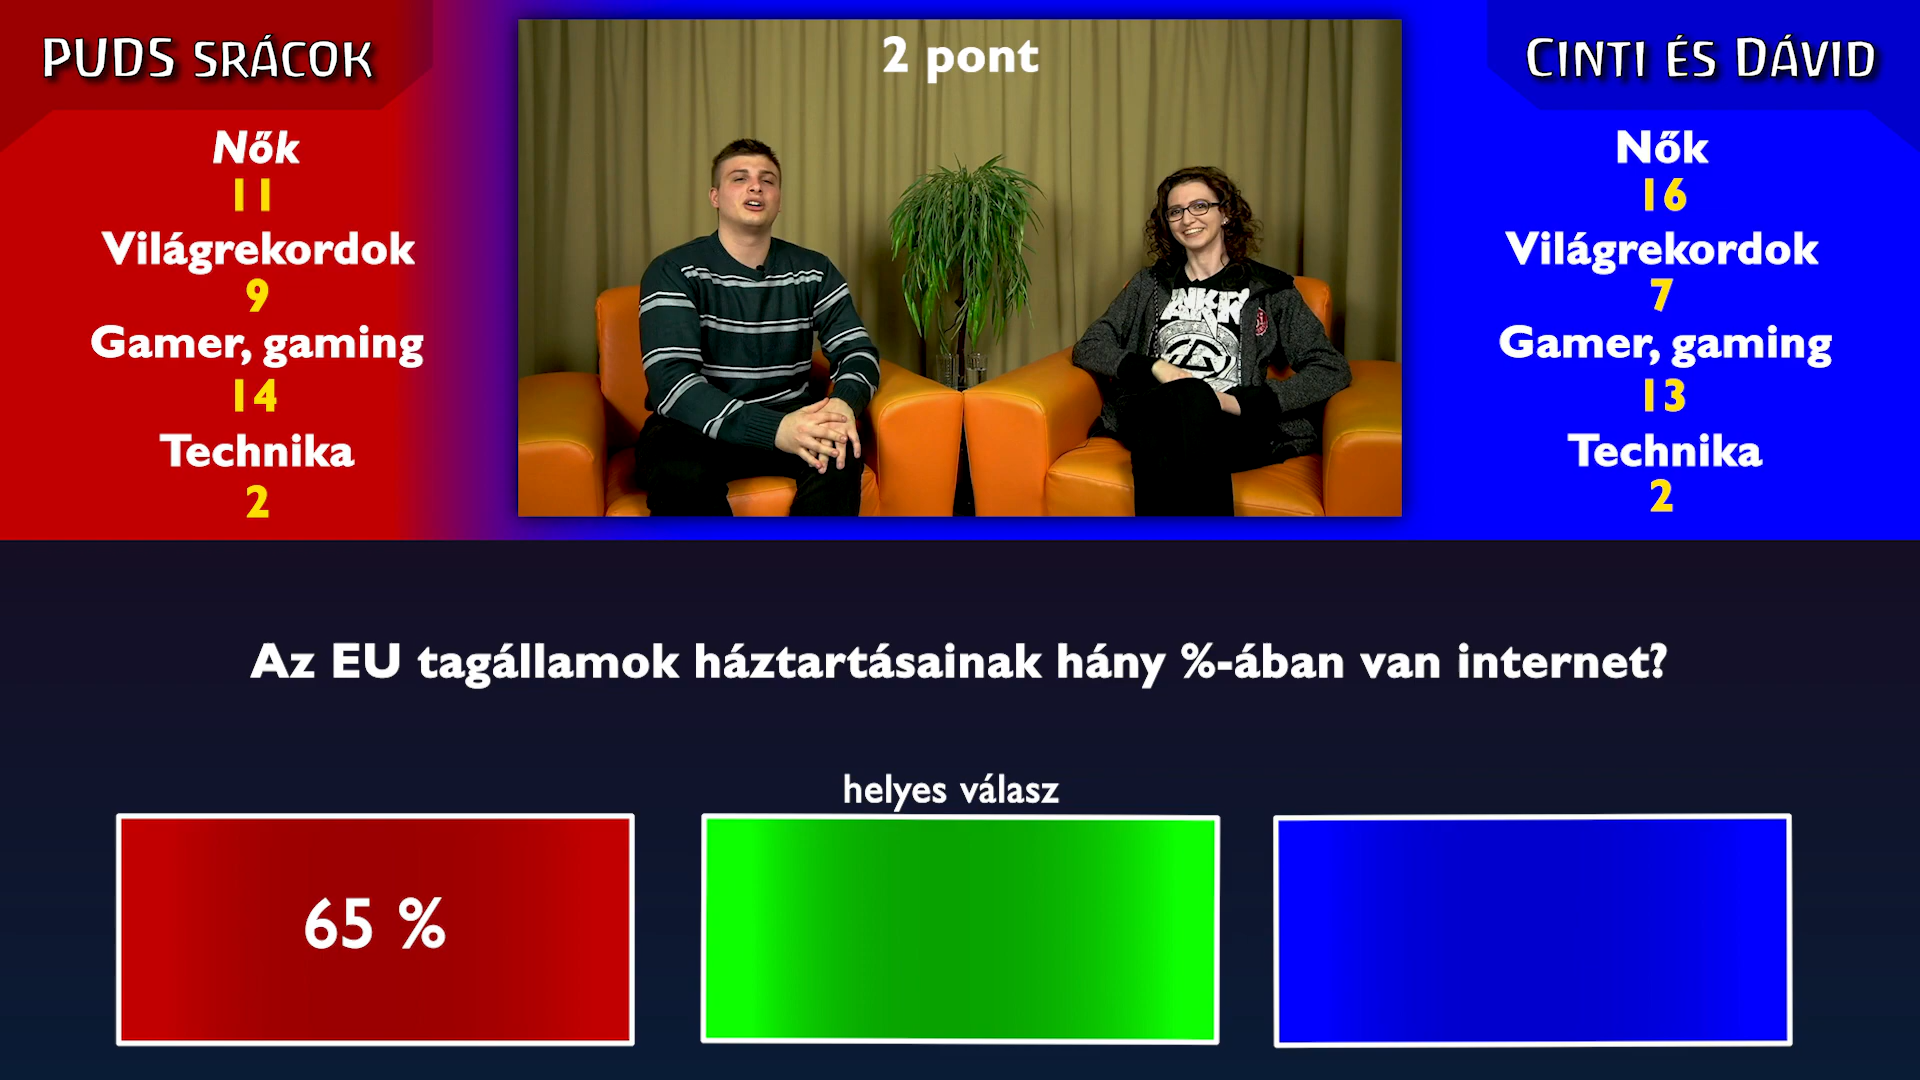 PUDS SRÁCOK
2 pont
CINTI ÉS DÁVID
Nők
11
Világrekordok
9
Gamer, gaming
14
Technika
2
Nők
16
Világrekordok
7
Gamer, gaming
13
Technika
2
Az EU tagállamok háztartásainak hány %-ában van internet?
helyes válasz
65 %